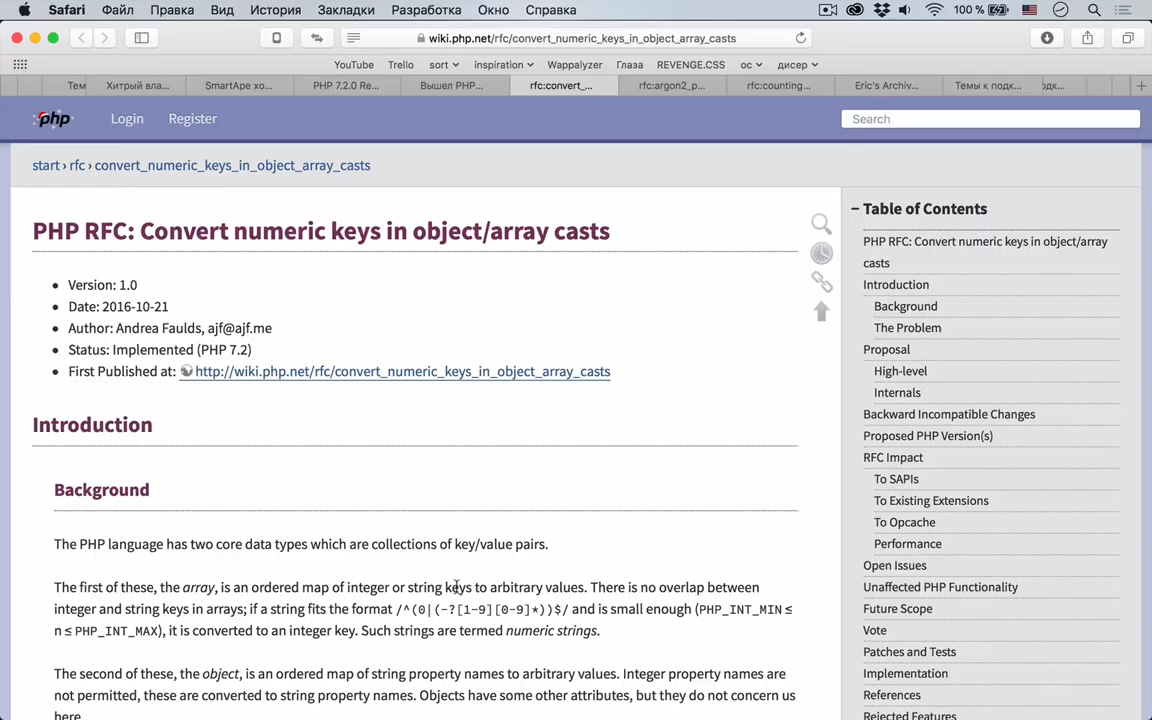 Safari Файл Правка Вид История Закладки Разработка Окно Справка 100 %
wiki.php.net/rfc/convert_numeric_keys_in_object_array_casts
YouTube Trello sort inspiration Wappalyzer Глаза REVENGE.CSS ос дисер
Тем Хитрый вла... SmartApe хо... PHP 7.2.0 Re... Вышел PHP... rfc:convert_... rfc:argon2_p... rfc:counting... Eric's Archiv... Темы к подк... одк...
php Login Register Search
start › rfc › convert_numeric_keys_in_object_array_casts
PHP RFC: Convert numeric keys in object/array casts
• Version: 1.0
• Date: 2016-10-21
• Author: Andrea Faulds, ajf@ajf.me
• Status: Implemented (PHP 7.2)
• First Published at: http://wiki.php.net/rfc/convert_numeric_keys_in_object_array_casts
Introduction
Background
The PHP language has two core data types which are collections of key/value pairs.
The first of these, the array, is an ordered map of integer or string keys to arbitrary values. There is no overlap between
integer and string keys in arrays; if a string fits the format /^(0|(-?[1-9][0-9]*))$/ and is small enough (PHP_INT_MIN ≤
n ≤ PHP_INT_MAX), it is converted to an integer key. Such strings are termed numeric strings.
The second of these, the object, is an ordered map of string property names to arbitrary values. Integer property names are
not permitted, these are converted to string property names. Objects have some other attributes, but they do not concern us
here.
Table of Contents
PHP RFC: Convert numeric keys in object/array
casts
Introduction
Background
The Problem
Proposal
High-level
Internals
Backward Incompatible Changes
Proposed PHP Version(s)
RFC Impact
To SAPIs
To Existing Extensions
To Opcache
Performance
Open Issues
Unaffected PHP Functionality
Future Scope
Vote
Patches and Tests
Implementation
References
Rejected Features